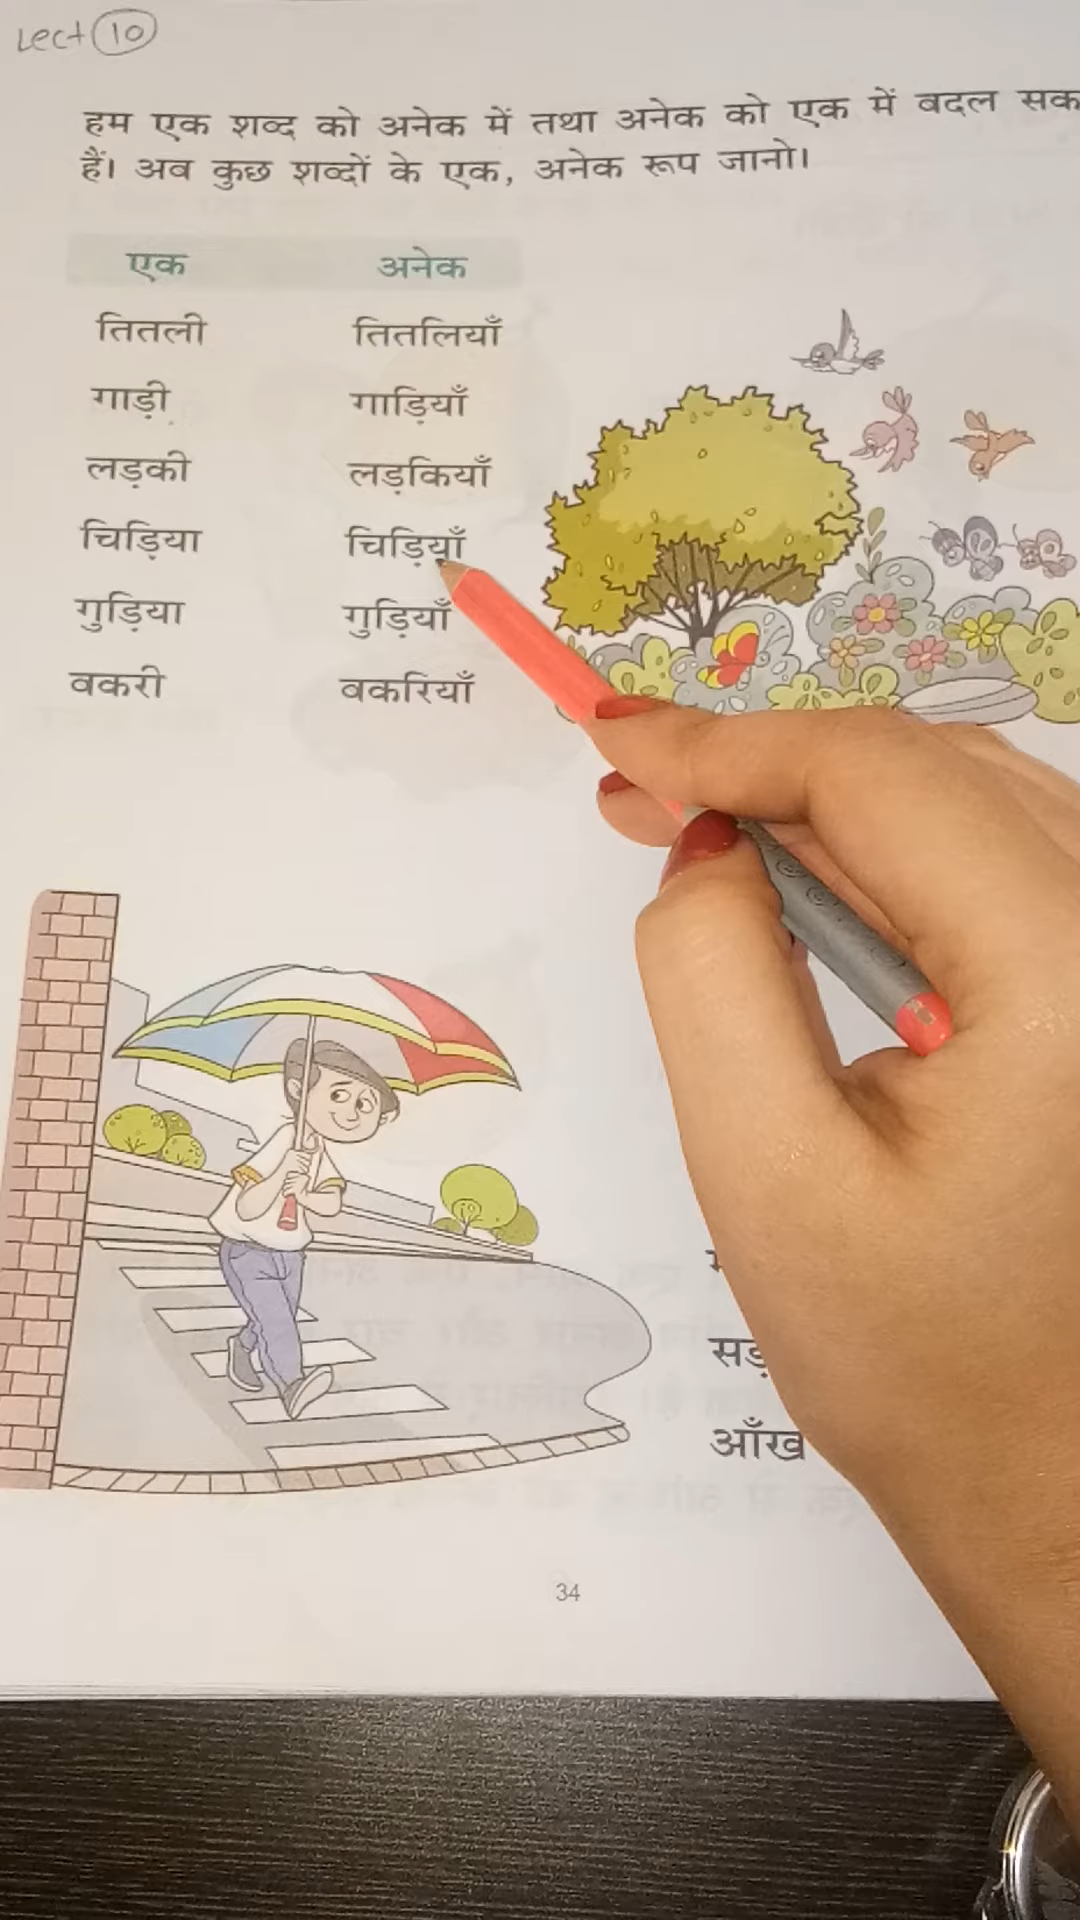 Lect 10
हम एक शब्द को अनेक में तथा अनेक को एक में बदल सक
हैं। अब कुछ शब्दों के एक, अनेक रूप जानो।
एक अनेक
तितली तितलियाँ
गाड़ी गाड़ियाँ
लड़की लड़कियाँ
चिड़िया चिड़ियाँ
गुड़िया गुड़ियाँ
बकरी बकरियाँ
आँख
34